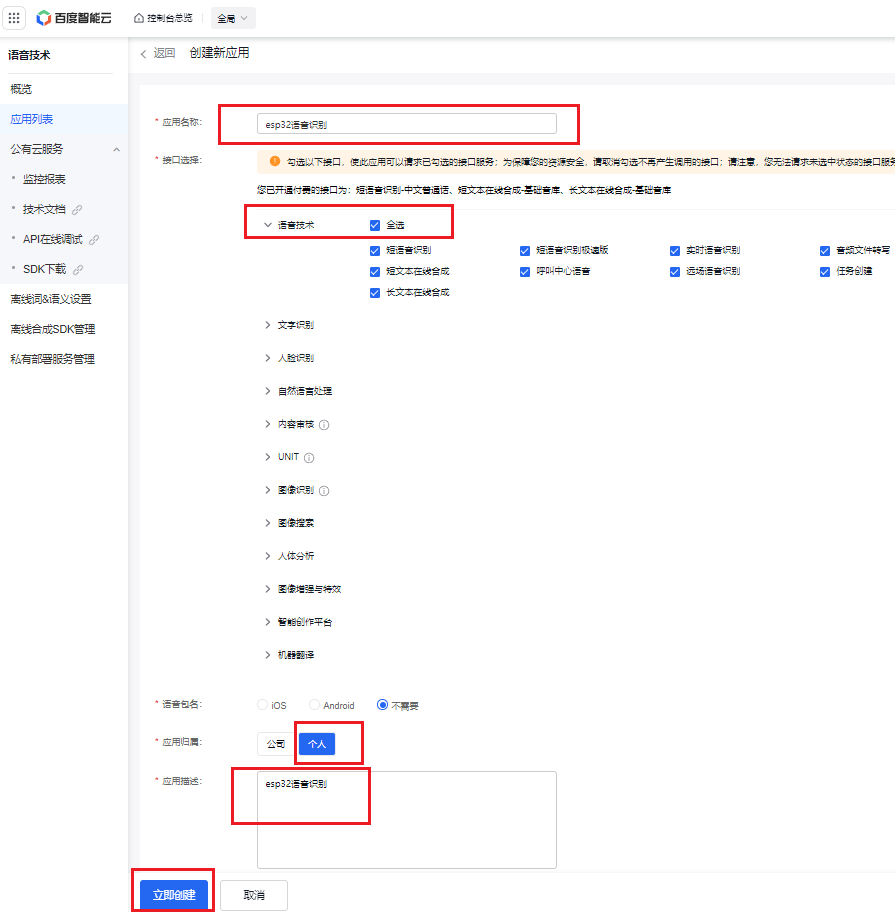 百度智能云 控制台总览 全局
语音技术
返回 创建新应用
概览
应用列表
公有云服务
监控报表
技术文档
API在线调试
SDK下载
离线词&语义设置
离线合成SDK管理
私有部署服务管理
* 应用名称: esp32语音识别
* 接口选择: 勾选以下接口，使此应用可以请求已勾选的接口服务；为保障您的资源安全，请取消勾选不再产生调用的接口；请注意，您无法请求未选中状态的接口服务
您已开通付费的接口为：短语音识别-中文普通话、短文本在线合成-基础音库、长文本在线合成-基础音库
语音技术 全选
短语音识别 短语音识别极速版 实时语音识别 音频文件转写
短文本在线合成 呼叫中心语音 远场语音识别 任务创建
长文本在线合成
文字识别
人脸识别
自然语言处理
内容审核
UNIT
图像识别
图像搜索
人体分析
图像增强与特效
智能创作平台
机器翻译
* 语音包名: iOS Android 不需要
* 应用归属: 公司 个人
* 应用描述: esp32语音识别
立即创建 取消